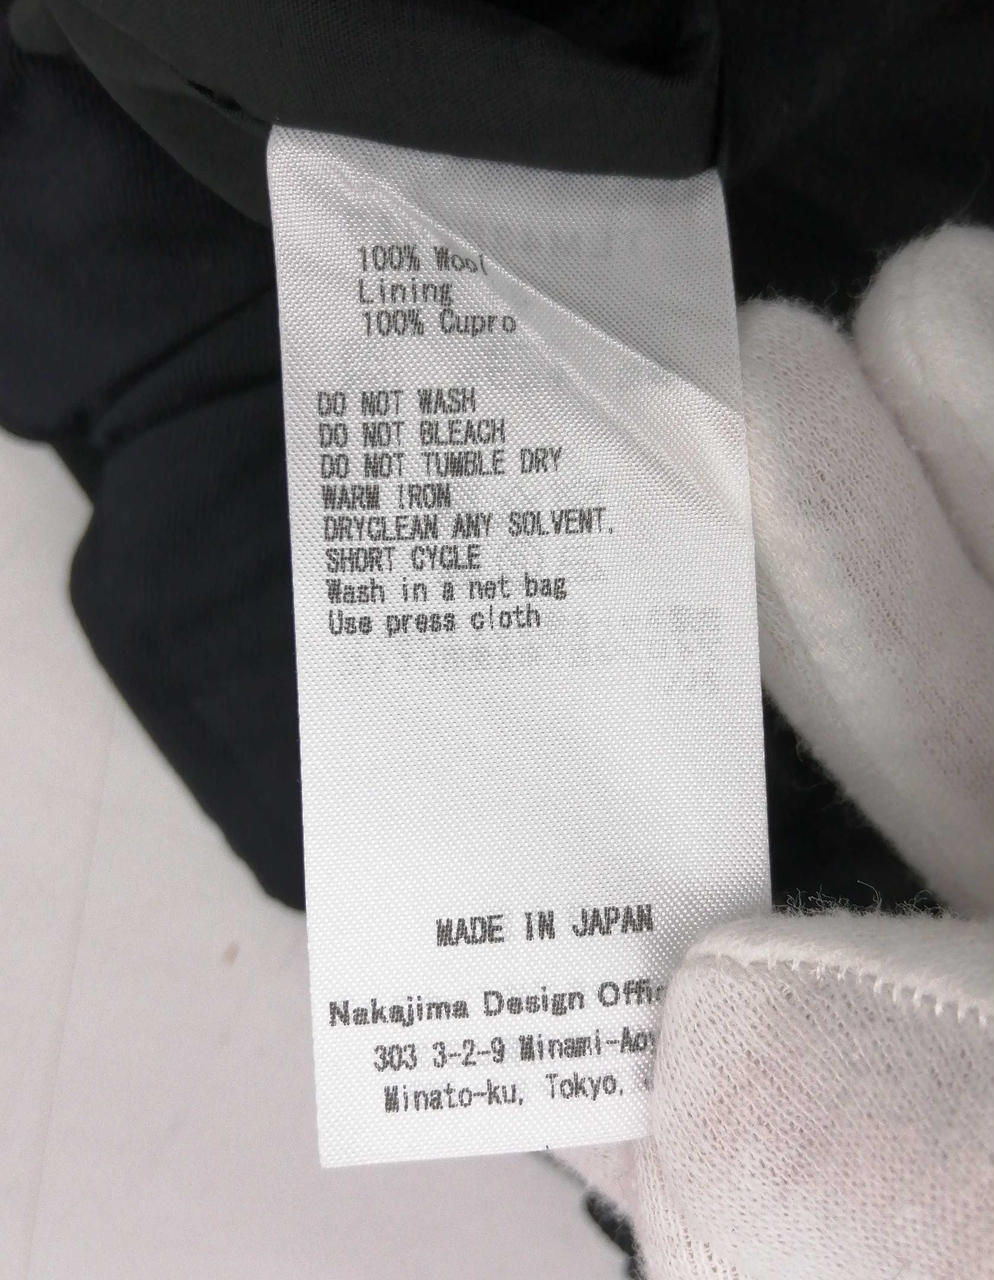 100% Wool
Lining
100% Cupro
DO NOT WASH
DO NOT BLEACH
DO NOT TUMBLE DRY
WARM IRON
DRYCLEAN ANY SOLVENT.
SHORT CYCLE
Wash in a net bag
Use press cloth
MADE IN JAPAN
Nakajima Design
303 3-2-9
Minato-ku, Tokyo,